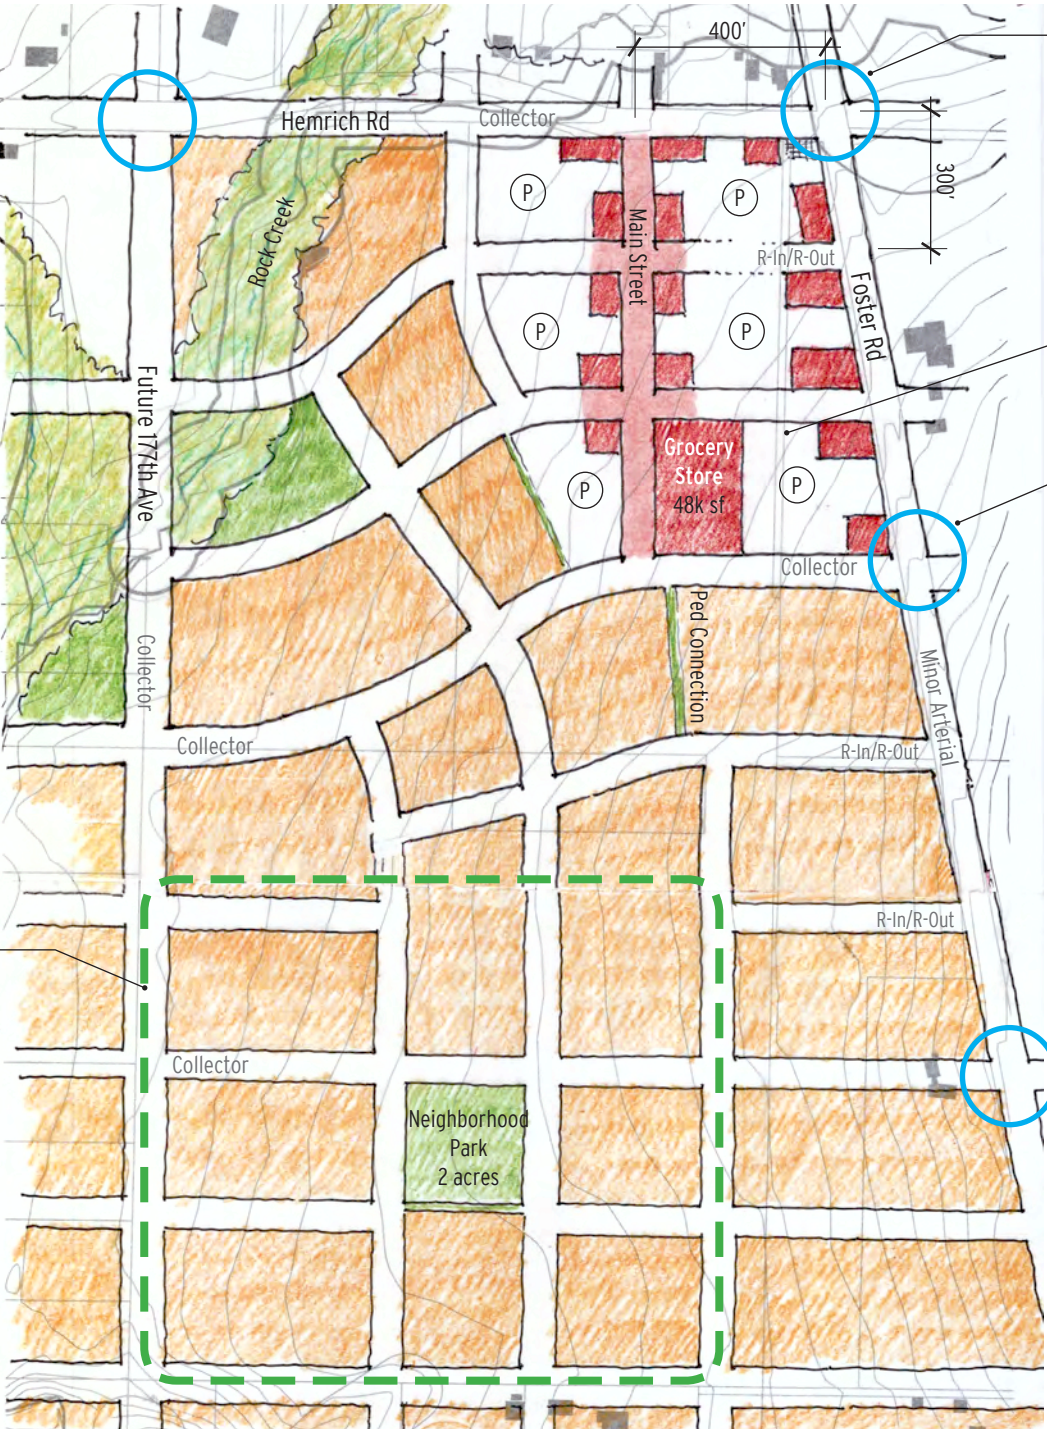 400'
Hemrich Rd
Collector
300'
P
P
Rock Creek
Main Street
R-In/R-Out
Foster Rd
P
P
Future 177th Ave
Grocery
Store
48k sf
P
P
Collector
Ped Connection
Collector
Minor Arterial
Collector
R-In/R-Out
R-In/R-Out
Collector
Neighborhood
Park
2 acres